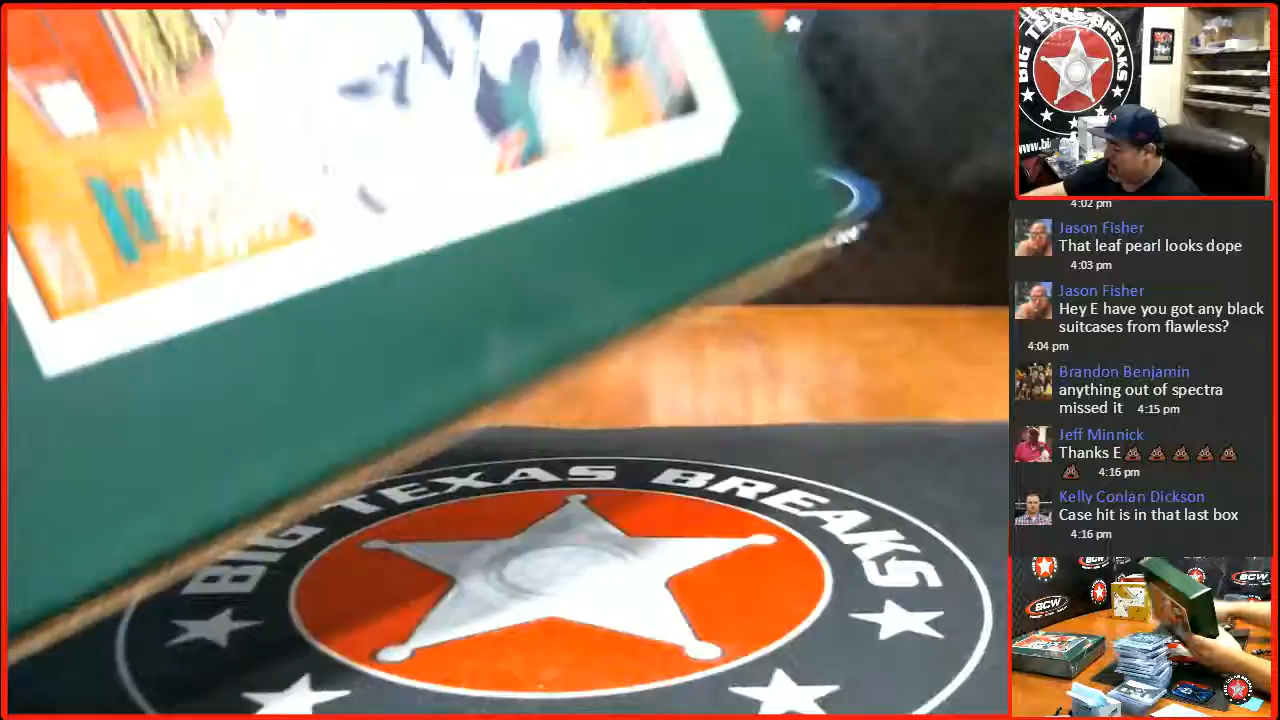 BIG TEXAS BREAKS
BIG TEXAS BREAKS
4:02 pm
Jason Fisher
That leaf pearl looks dope
4:03 pm
Jason Fisher
Hey E have you got any black
suitcases from flawless?
4:04 pm
Brandon Benjamin
anything out of spectra
missed it 4:15 pm
Jeff Minnick
Thanks E💩 💩 💩 💩 💩
💩 4:16 pm
Kelly Conlan Dickson
Case hit is in that last box
4:16 pm
BCW
BCW
BCW